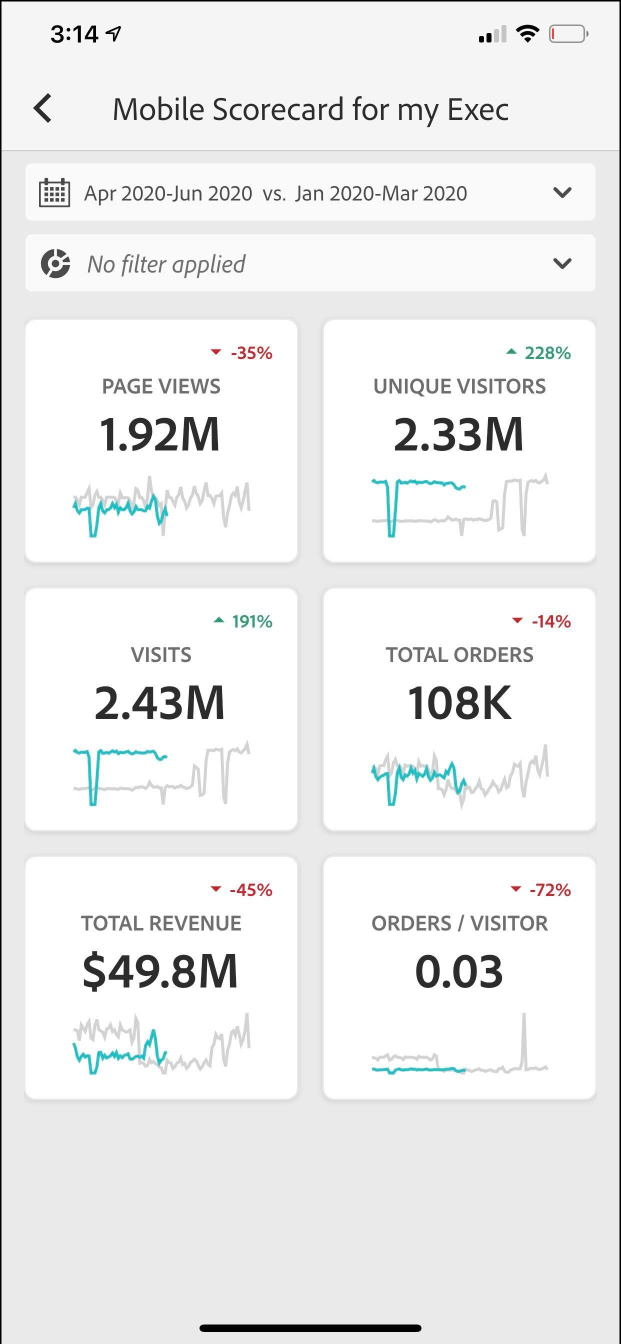 3:14
Mobile Scorecard for my Exec
Apr 2020-Jun 2020 vs. Jan 2020-Mar 2020
No filter applied
-35%
PAGE VIEWS
1.92M
228%
UNIQUE VISITORS
2.33M
191%
VISITS
2.43M
-14%
TOTAL ORDERS
108K
-45%
TOTAL REVENUE
$49.8M
-72%
ORDERS / VISITOR
0.03